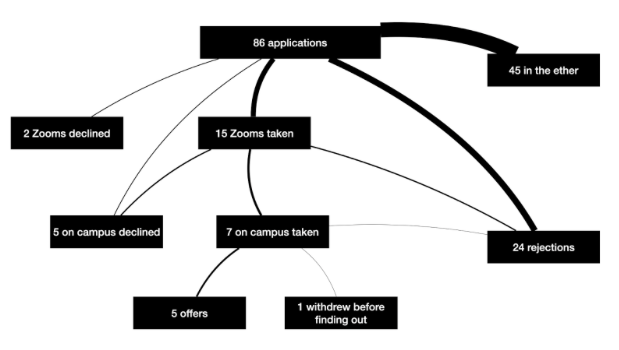 86 applications
45 in the ether
2 Zooms declined
15 Zooms taken
5 on campus declined
7 on campus taken
24 rejections
5 offers
1 withdrew before
finding out